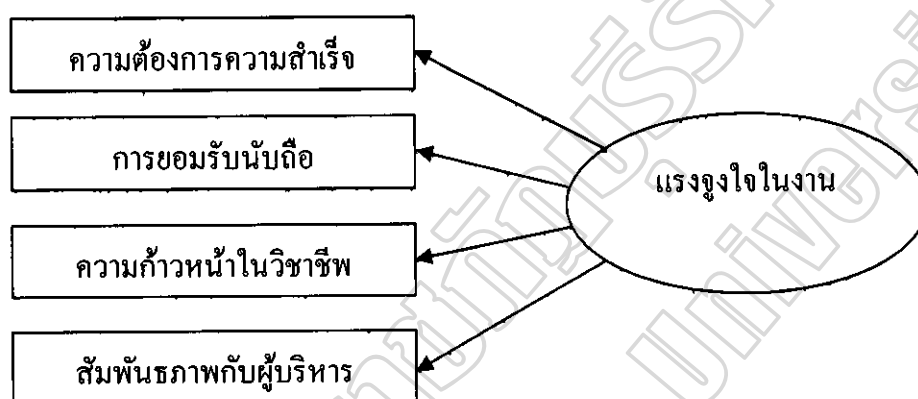 ความต้องการความสำเร็จ
การยอมรับนับถือ
แรงจูงใจในงาน
ความก้าวหน้าในวิชาชีพ
สัมพันธภาพกับผู้บริหาร